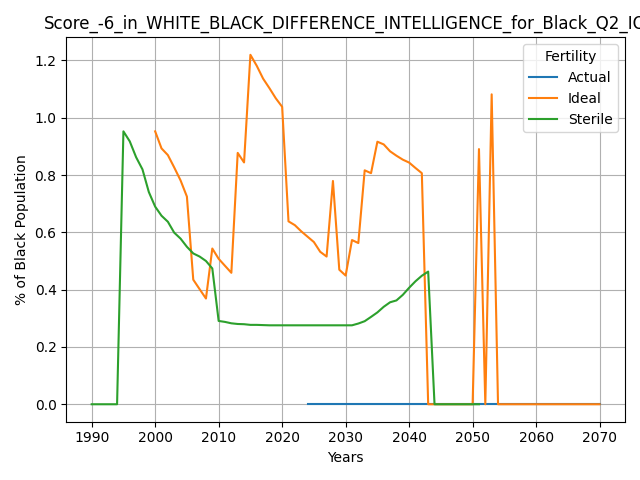 Score_-6_in_WHITE_BLACK_DIFFERENCE_INTELLIGENCE_for_Black_Q2_IC
Fertility
Actual
Ideal
Sterile
% of Black Population
1.2
1.0
0.8
0.6
0.4
0.2
0.0
1990 2000 2010 2020 2030 2040 2050 2060 2070
Years